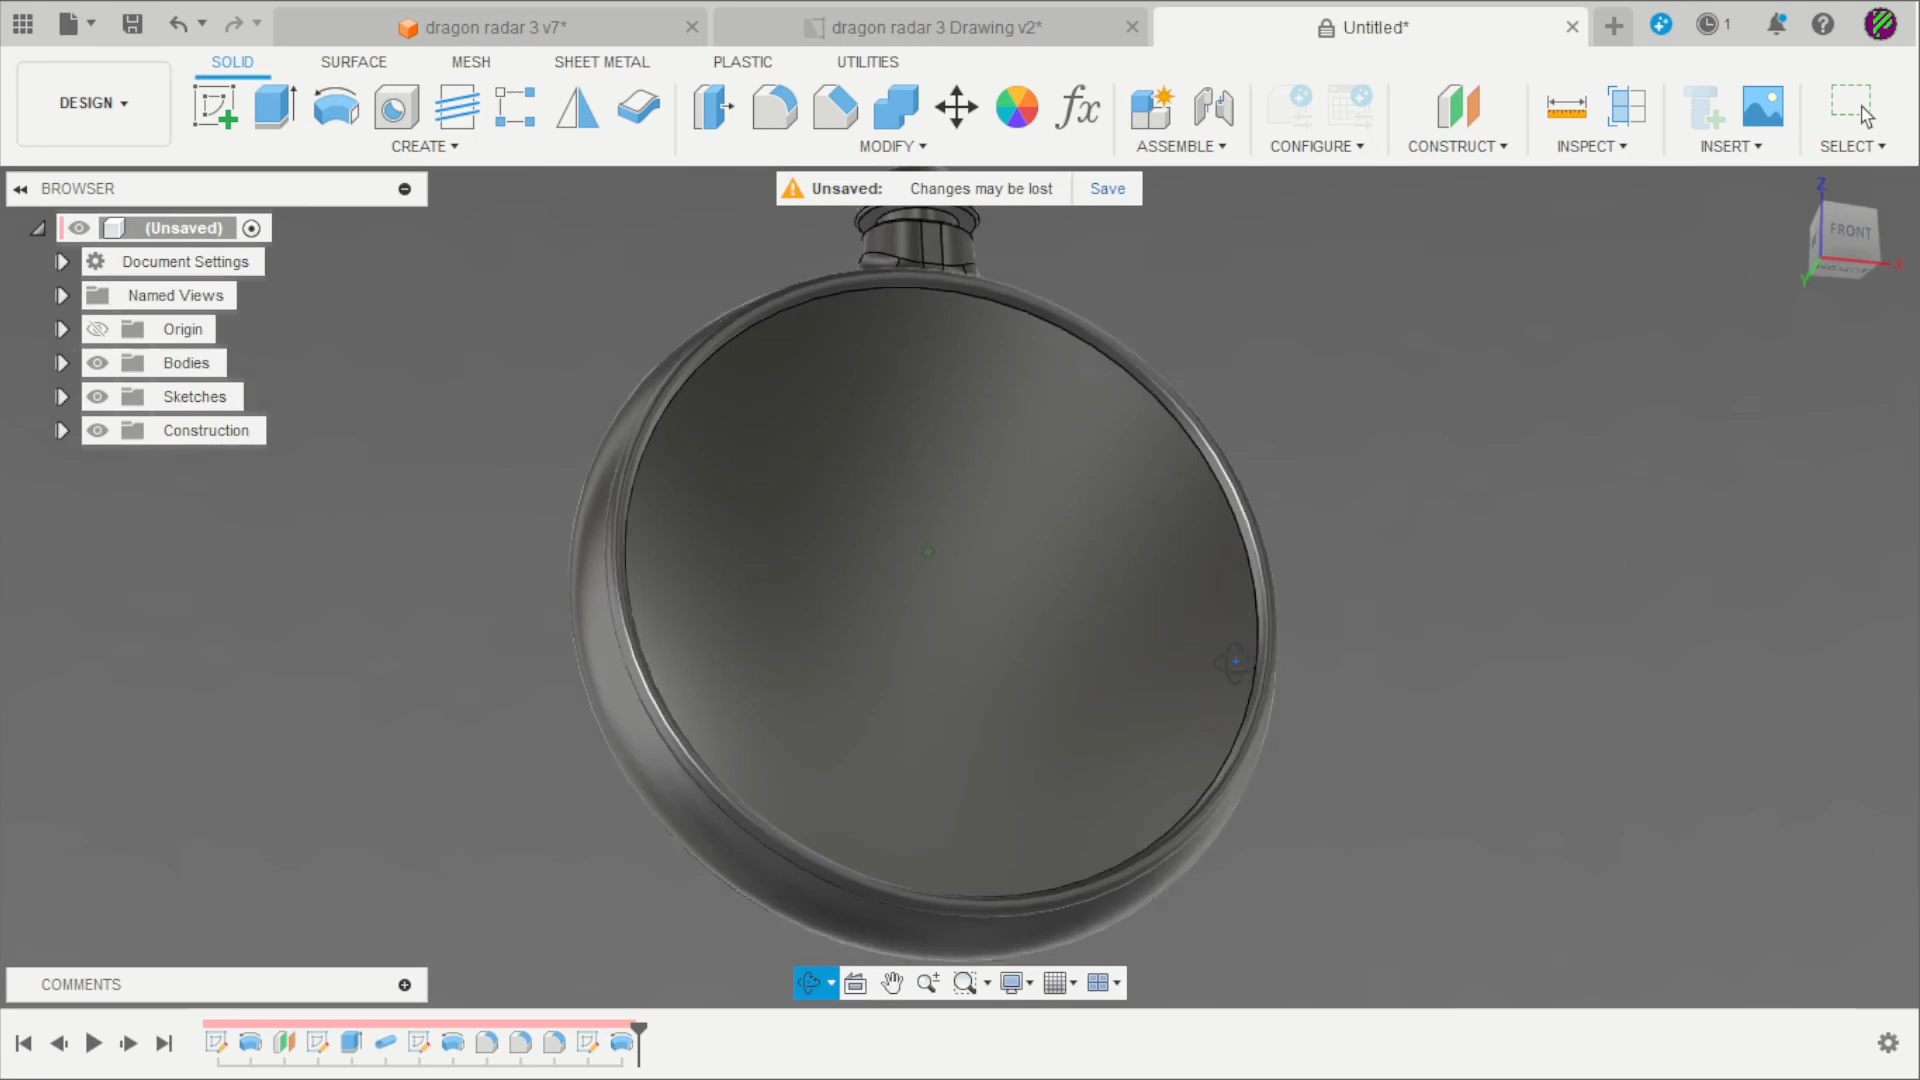 dragon radar 3 v7*
dragon radar 3 Drawing v2*
Untitled*
1
SOLID
SURFACE
MESH
SHEET METAL
PLASTIC
UTILITIES
DESIGN
CREATE
MODIFY
ASSEMBLE
CONFIGURE
CONSTRUCT
INSPECT
INSERT
SELECT
BROWSER
Unsaved: Changes may be lost Save
(Unsaved)
Document Settings
Named Views
Origin
Bodies
Sketches
Construction
Z
FRONT
X
Y
COMMENTS